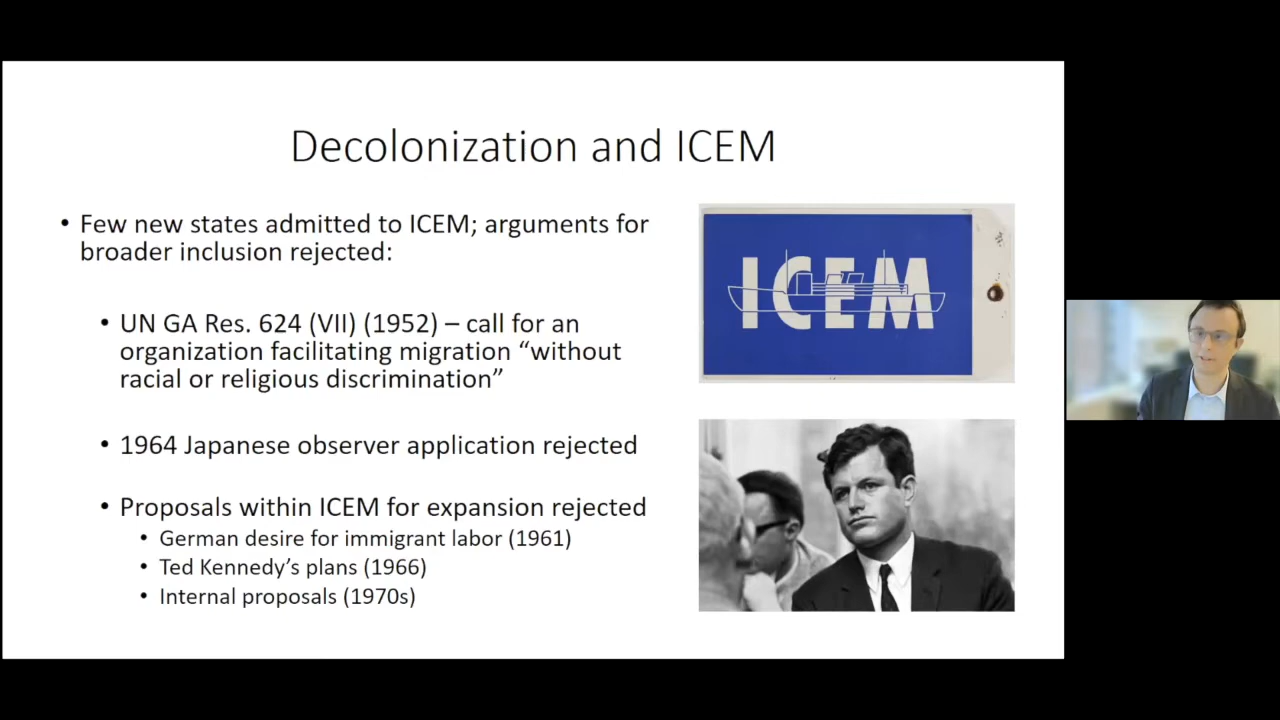 Decolonization and ICEM
• Few new states admitted to ICEM; arguments for
broader inclusion rejected:
• UN GA Res. 624 (VII) (1952) – call for an
organization facilitating migration “without
racial or religious discrimination”
• 1964 Japanese observer application rejected
• Proposals within ICEM for expansion rejected
• German desire for immigrant labor (1961)
• Ted Kennedy’s plans (1966)
• Internal proposals (1970s)
ICEM